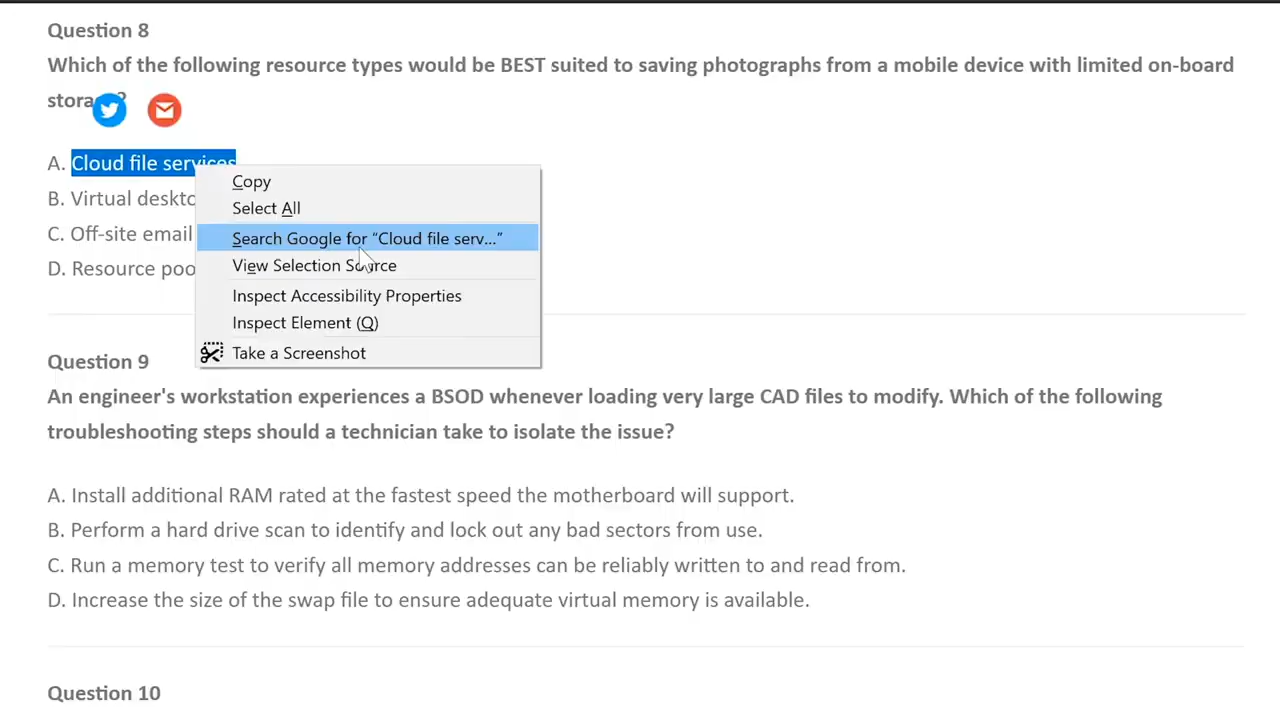 Question 8
Which of the following resource types would be BEST suited to saving photographs from a mobile device with limited on-board
A. Cloud file services
Copy
Select All
B. Virtual
C. Off-site email
Search Google for “Cloud file serv...”
D. Resource
View Selection Source
Inspect Accessibility Properties
Inspect Element (Q)
Take a Screenshot
Question 9
An engineer's workstation experiences a BSOD whenever loading very large CAD files to modify. Which of the following
troubleshooting steps should a technician take to isolate the issue?
A. Install additional RAM rated at the fastest speed the motherboard will support.
B. Perform a hard drive scan to identify and lock out any bad sectors from use.
C. Run a memory test to verify all memory addresses can be reliably written to and read from.
D. Increase the size of the swap file to ensure adequate virtual memory is available.
Question 10